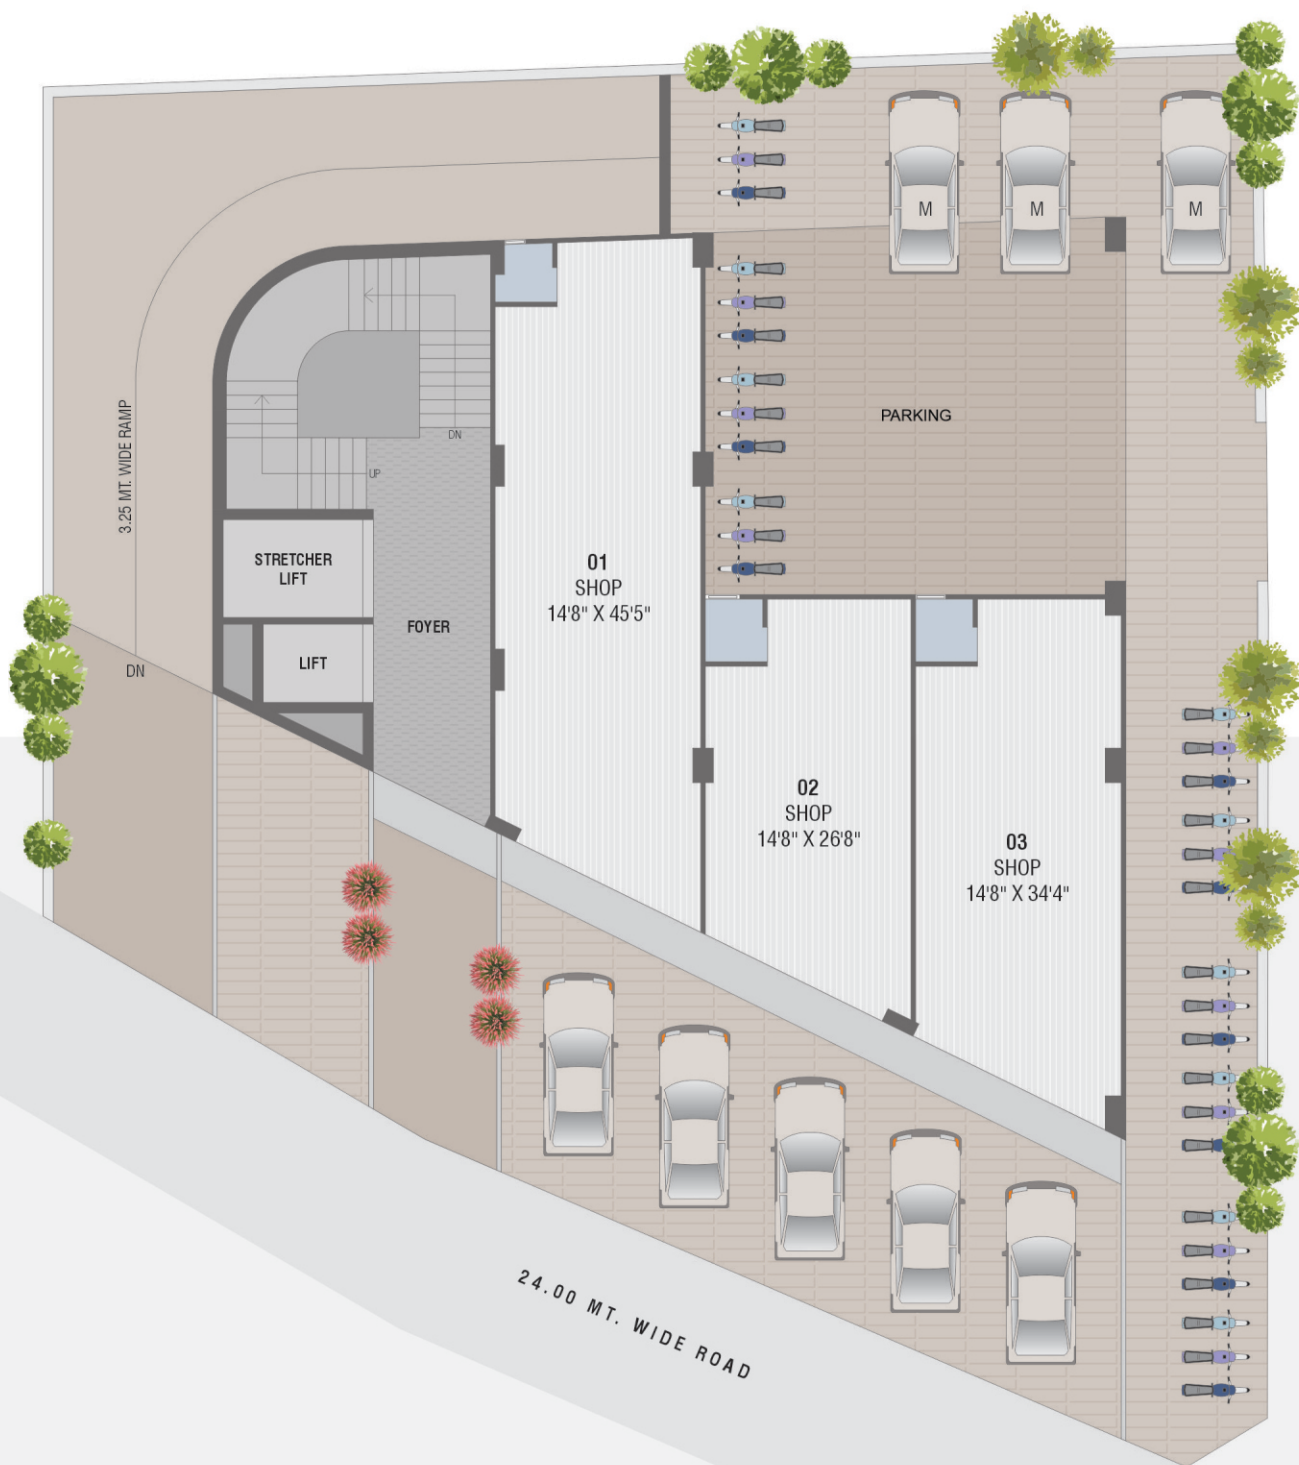 M
M
M
3.25 MT. WIDE RAMP
DN
UP
PARKING
STRETCHER
LIFT
FOYER
LIFT
DN
01
SHOP
14'8" X 45'5"
02
SHOP
14'8" X 26'8"
03
SHOP
14'8" X 34'4"
24.00 MT. WIDE ROAD